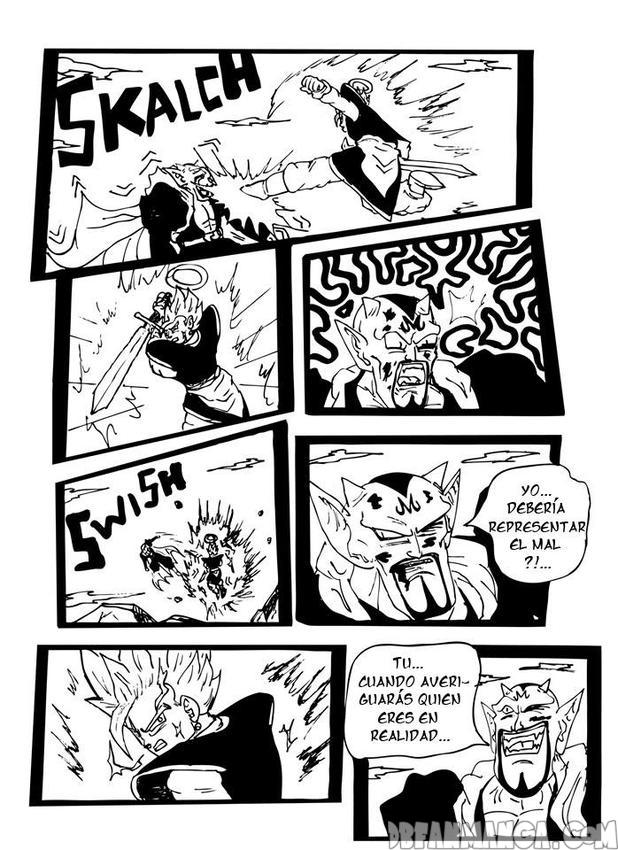 SKALCH
SWISH
M
YO...
DEBERÍA
REPRESENTAR
EL MAL
?!...
TU...
CUANDO AVERI-
GUARÁS QUIEN
ERES EN
REALIDAD...
DBFANMANGA.COM